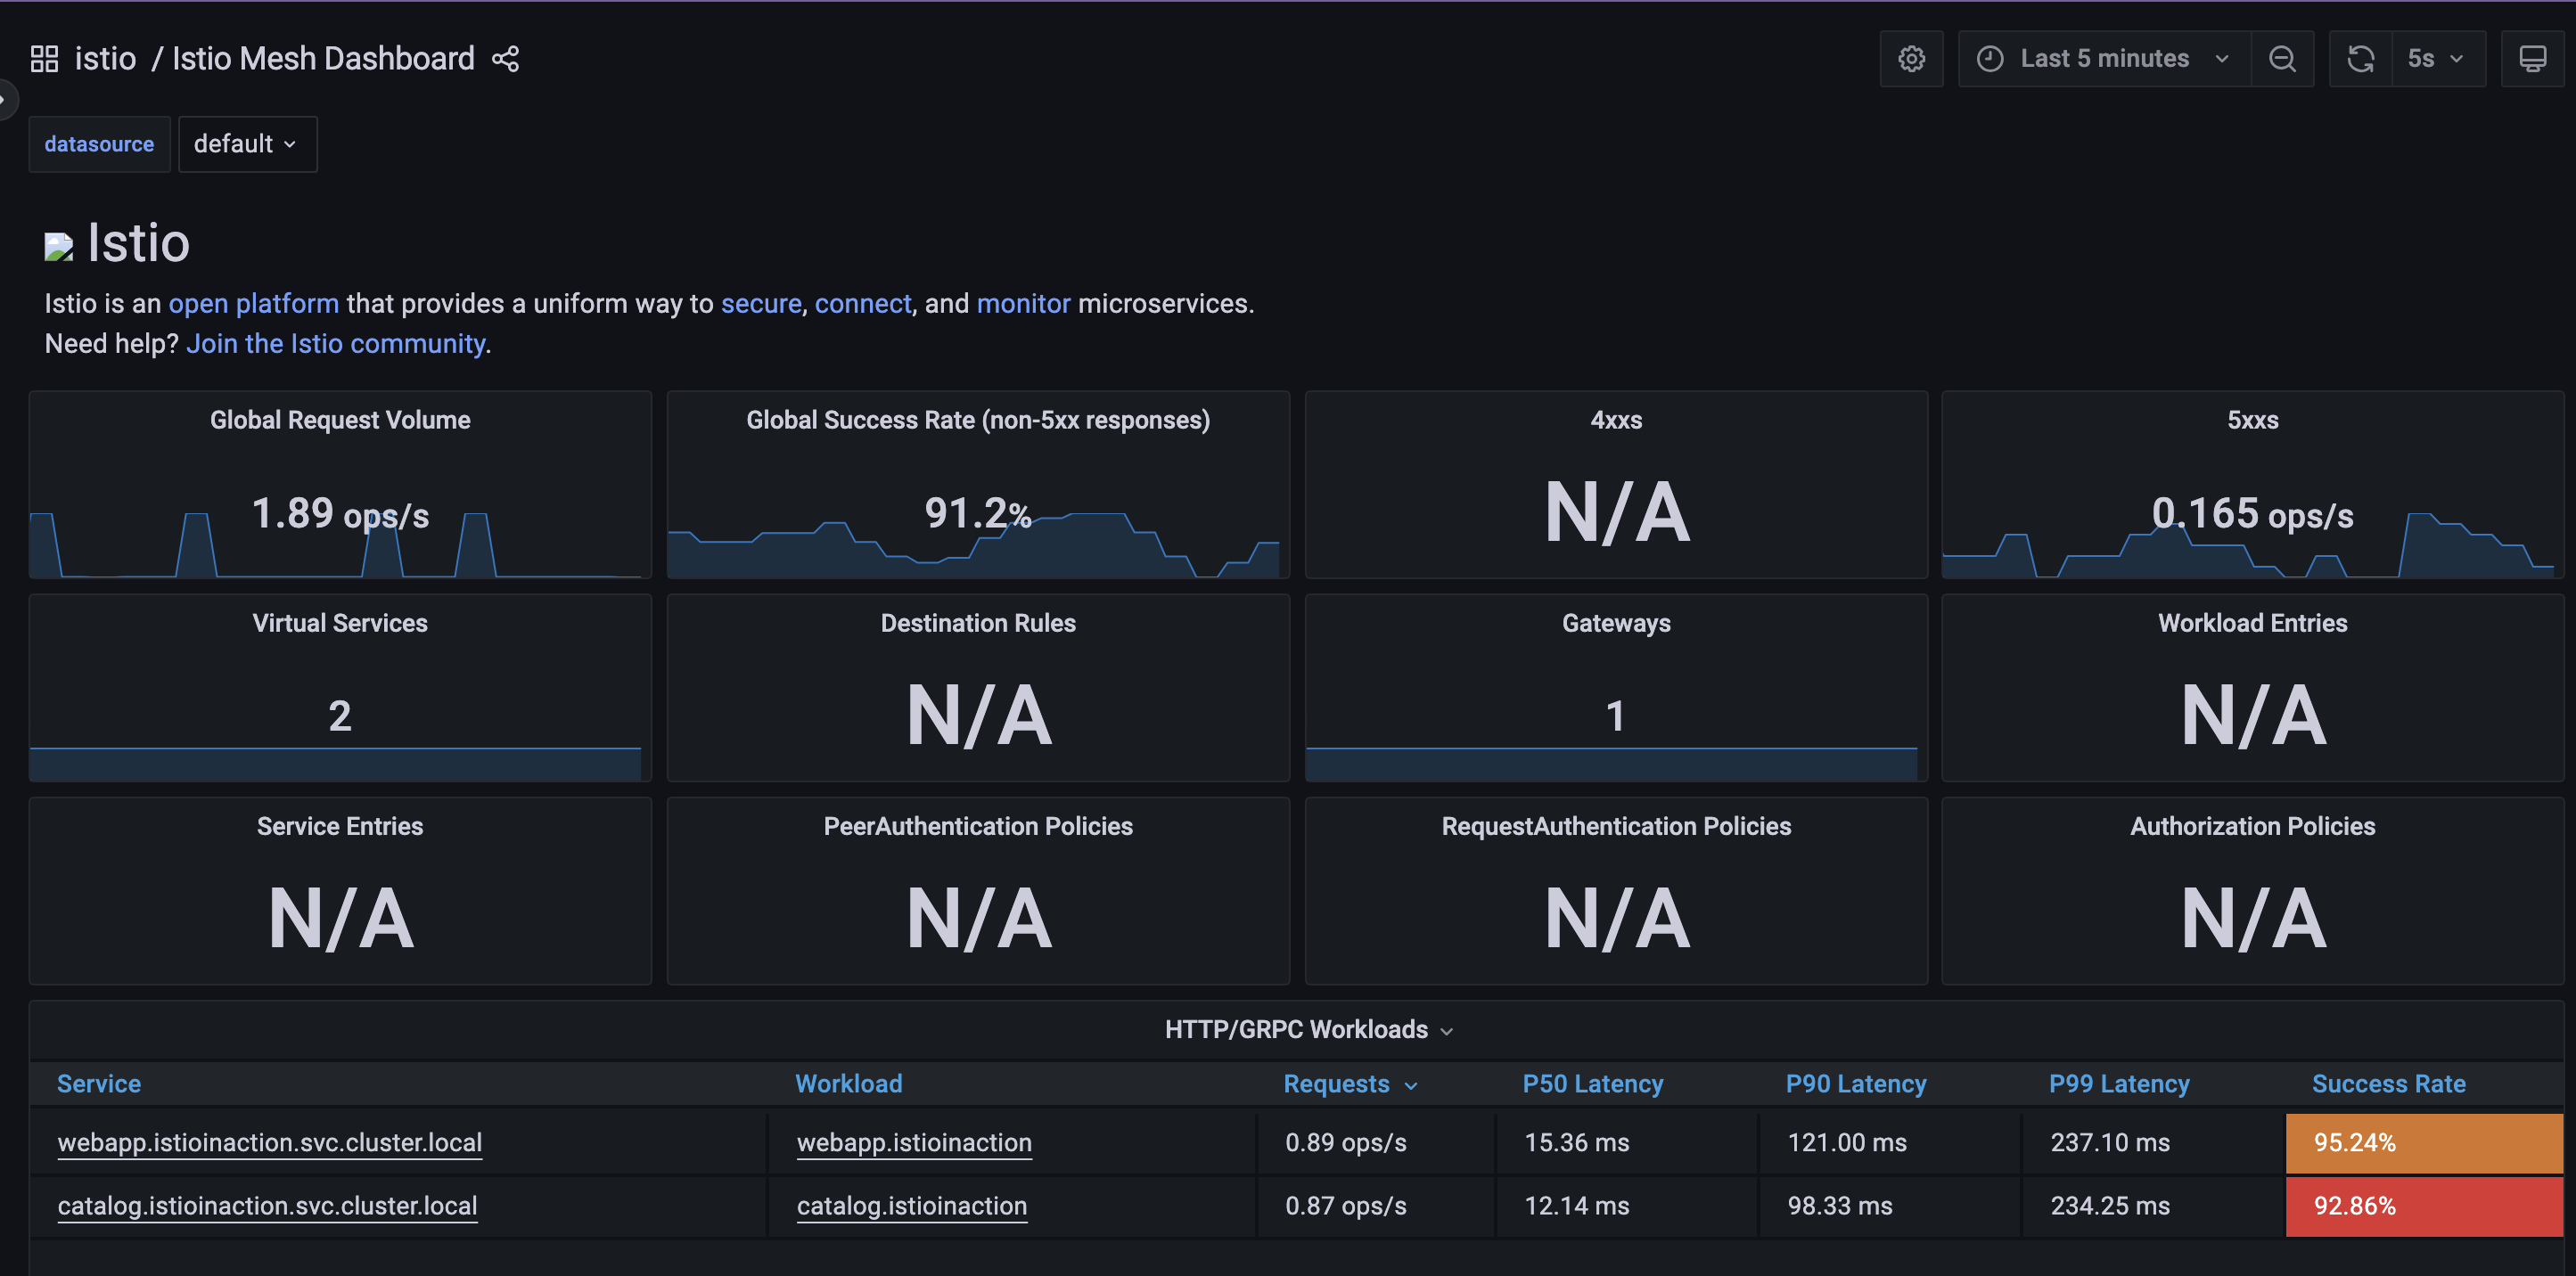 istio / Istio Mesh Dashboard
Last 5 minutes
5s
datasource
default
Istio
Istio is an open platform that provides a uniform way to secure, connect, and monitor microservices.
Need help? Join the Istio community.
Global Request Volume
1.89 ops/s
Global Success Rate (non-5xx responses)
91.2%
4xxs
N/A
5xxs
0.165 ops/s
Virtual Services
2
Destination Rules
N/A
Gateways
1
Workload Entries
N/A
Service Entries
N/A
PeerAuthentication Policies
N/A
RequestAuthentication Policies
N/A
Authorization Policies
N/A
HTTP/GRPC Workloads
Service Workload Requests P50 Latency P90 Latency P99 Latency Success Rate
webapp.istioinaction.svc.cluster.local webapp.istioinaction 0.89 ops/s 15.36 ms 121.00 ms 237.10 ms 95.24%
catalog.istioinaction.svc.cluster.local catalog.istioinaction 0.87 ops/s 12.14 ms 98.33 ms 234.25 ms 92.86%